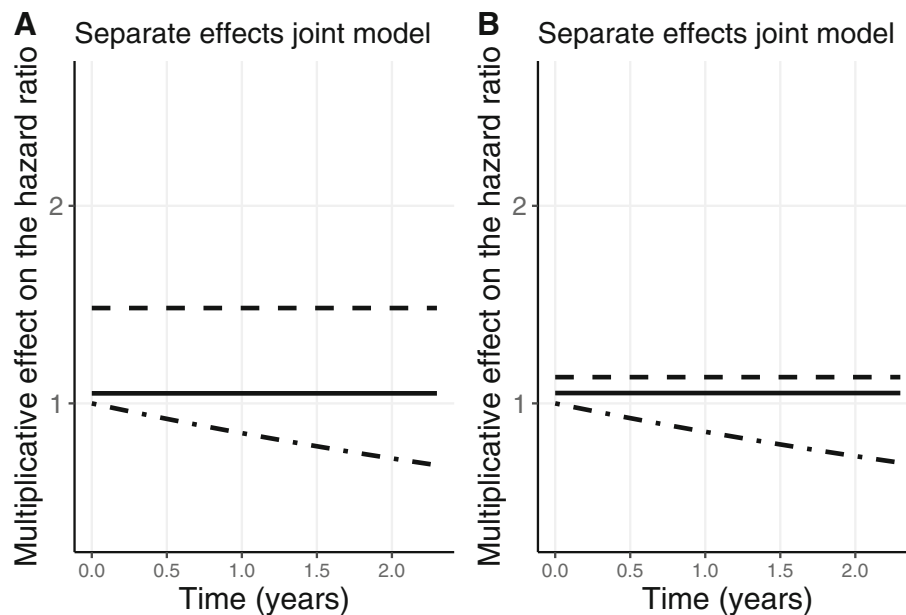 A Separate effects joint model
Multiplicative effect on the hazard ratio
2
1
0.0 0.5 1.0 1.5 2.0
Time (years)
B Separate effects joint model
Multiplicative effect on the hazard ratio
2
1
0.0 0.5 1.0 1.5 2.0
Time (years)